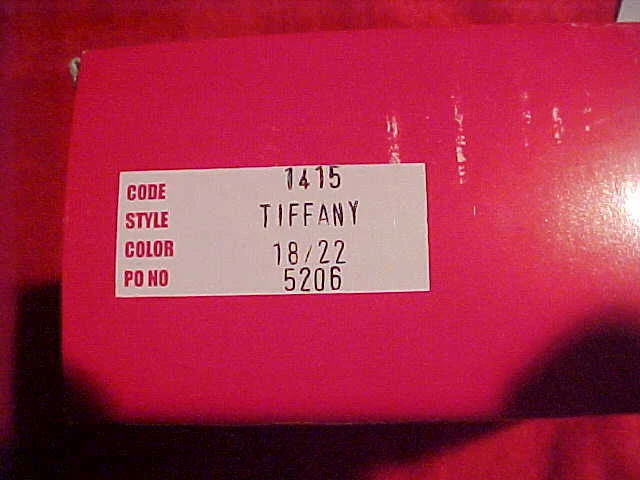 CODE 1415
STYLE TIFFANY
COLOR 18/22
PO NO 5206